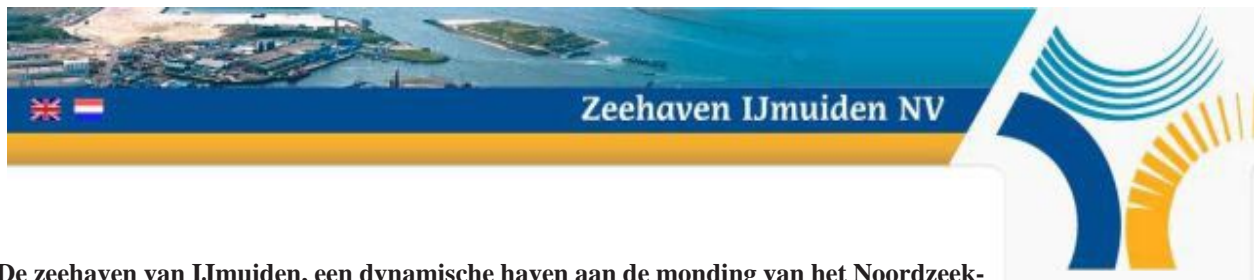 Zeehaven IJmuiden NV
De zeehaven van IJmuiden, een dynamische haven aan de monding van het Noordzeek-